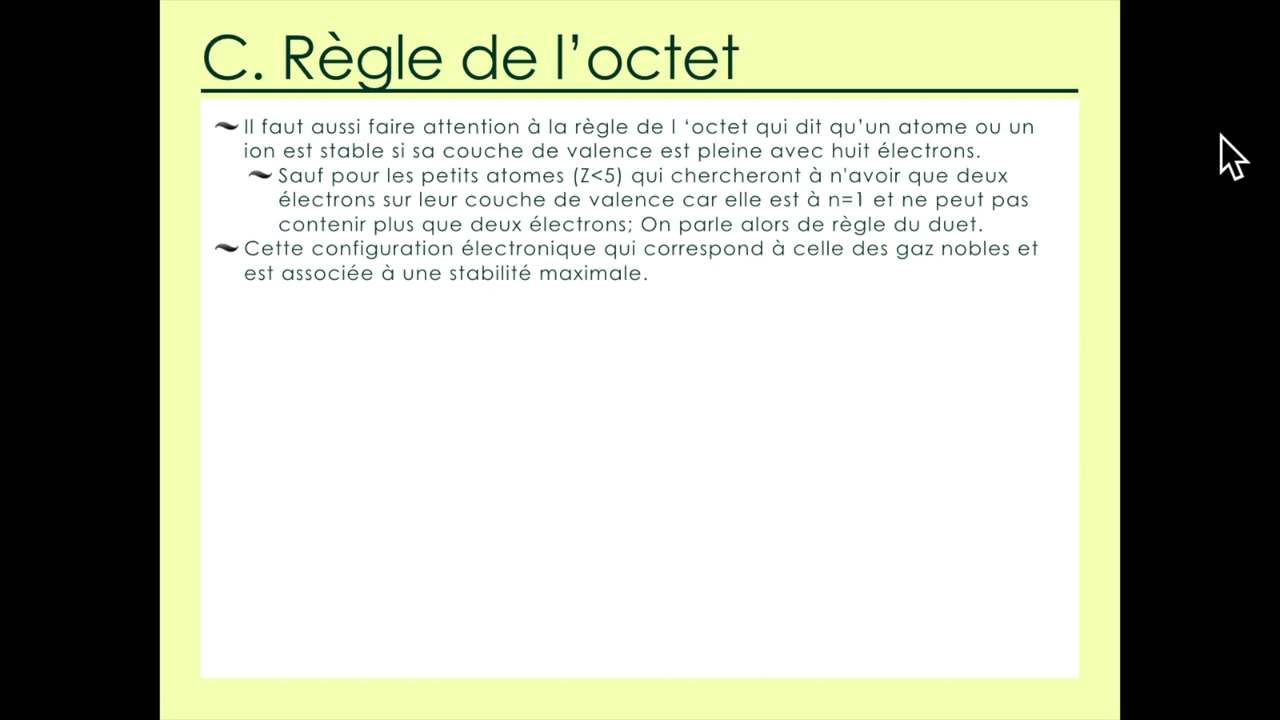 C. Règle de l’octet
Il faut aussi faire attention à la règle de l ‘octet qui dit qu’un atome ou un
ion est stable si sa couche de valence est pleine avec huit électrons.
Sauf pour les petits atomes (Z<5) qui chercheront à n'avoir que deux
électrons sur leur couche de valence car elle est à n=1 et ne peut pas
contenir plus que deux électrons; On parle alors de règle du duet.
Cette configuration électronique qui correspond à celle des gaz nobles et
est associée à une stabilité maximale.